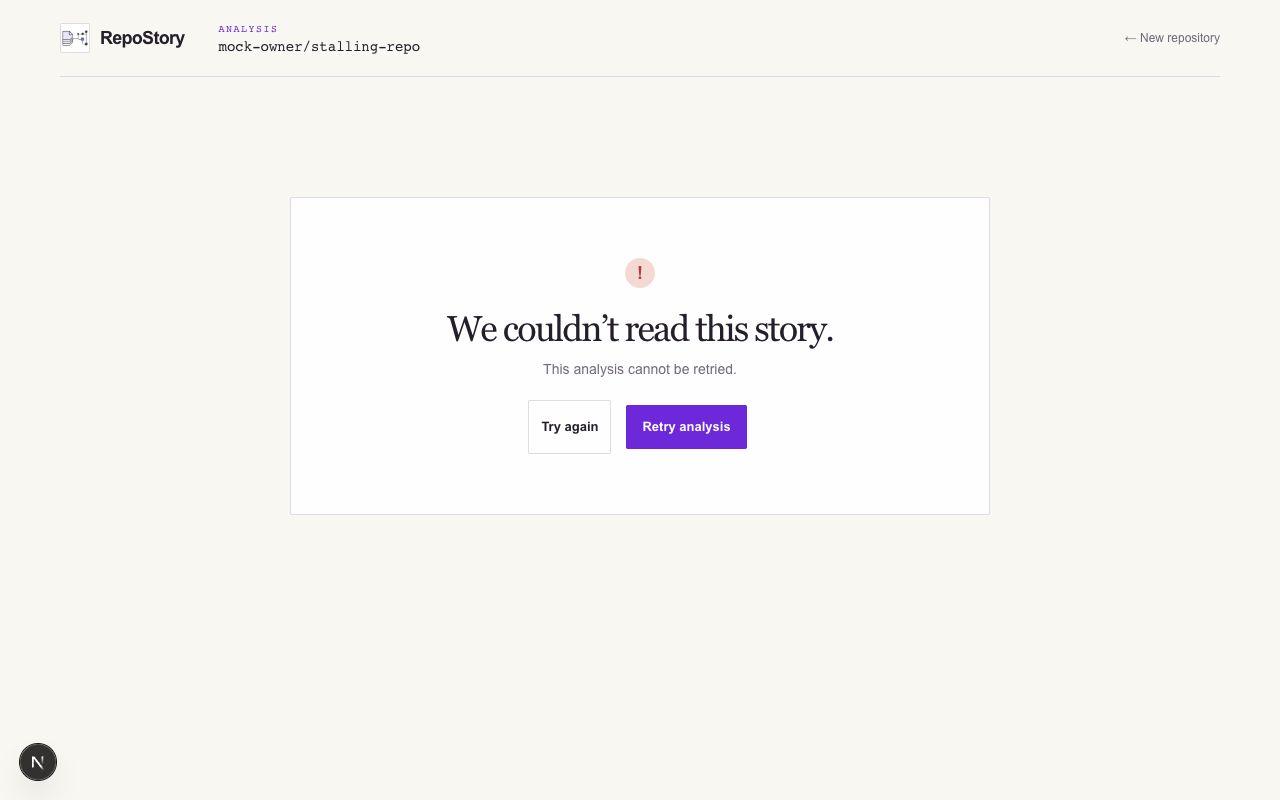 RepoStory
ANALYSIS
mock-owner/stalling-repo
← New repository
!
We couldn’t read this story.
This analysis cannot be retried.
Try again
Retry analysis
N